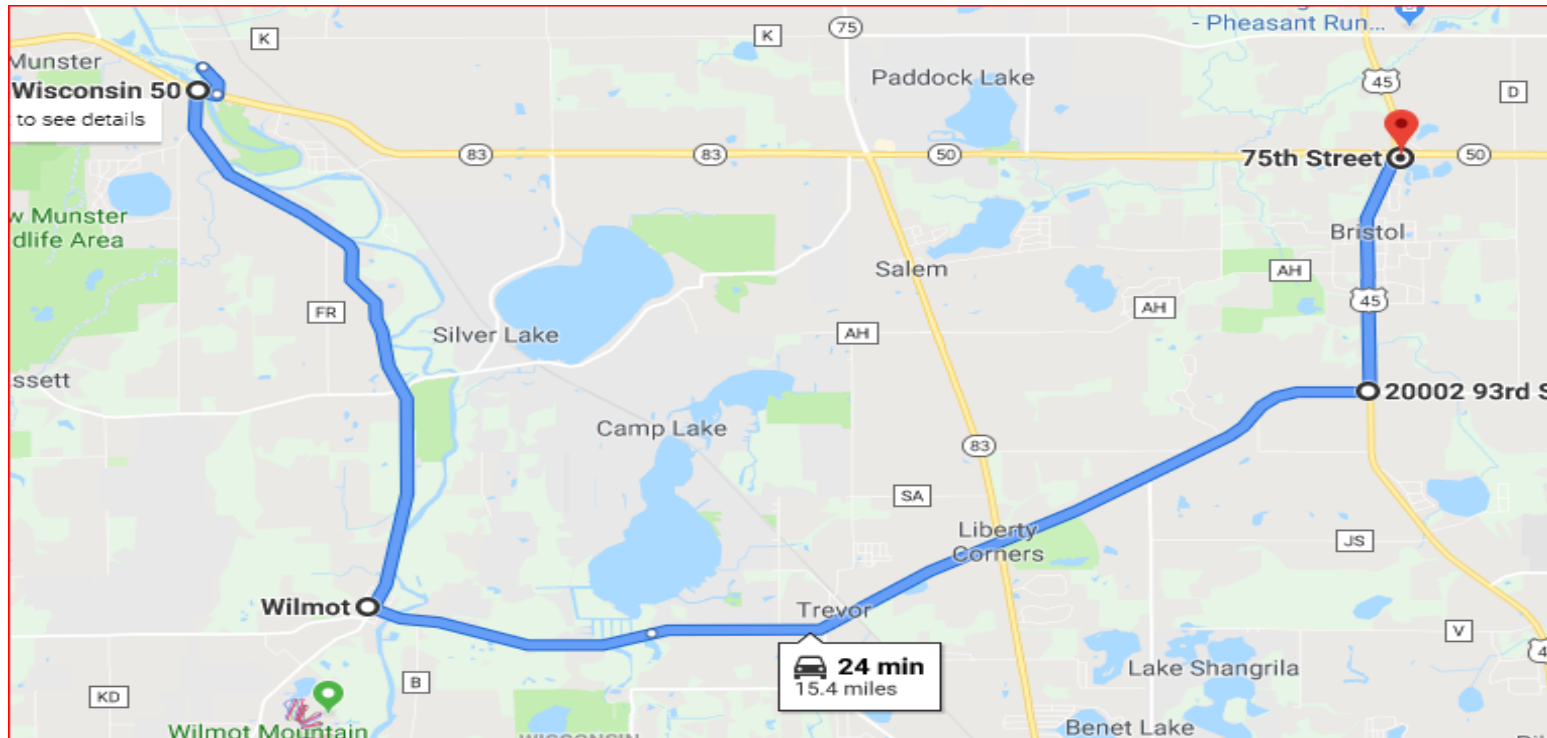 K
K
75
- Pheasant Run...
Munster
Paddock Lake
45
D
Wisconsin 50
to see details
83
83
50
75th Street
50
w Munster
dlife Area
Bristol
Salem
AH
45
AH
FR
Silver Lake
AH
ssett
20002 93rd S
Camp Lake
83
SA
Liberty
Corners
JS
Wilmot
Trevor
V
24 min
15.4 miles
Lake Shangrila
KD
B
Wilmot Mountain
Benet Lake
WISCONSIN